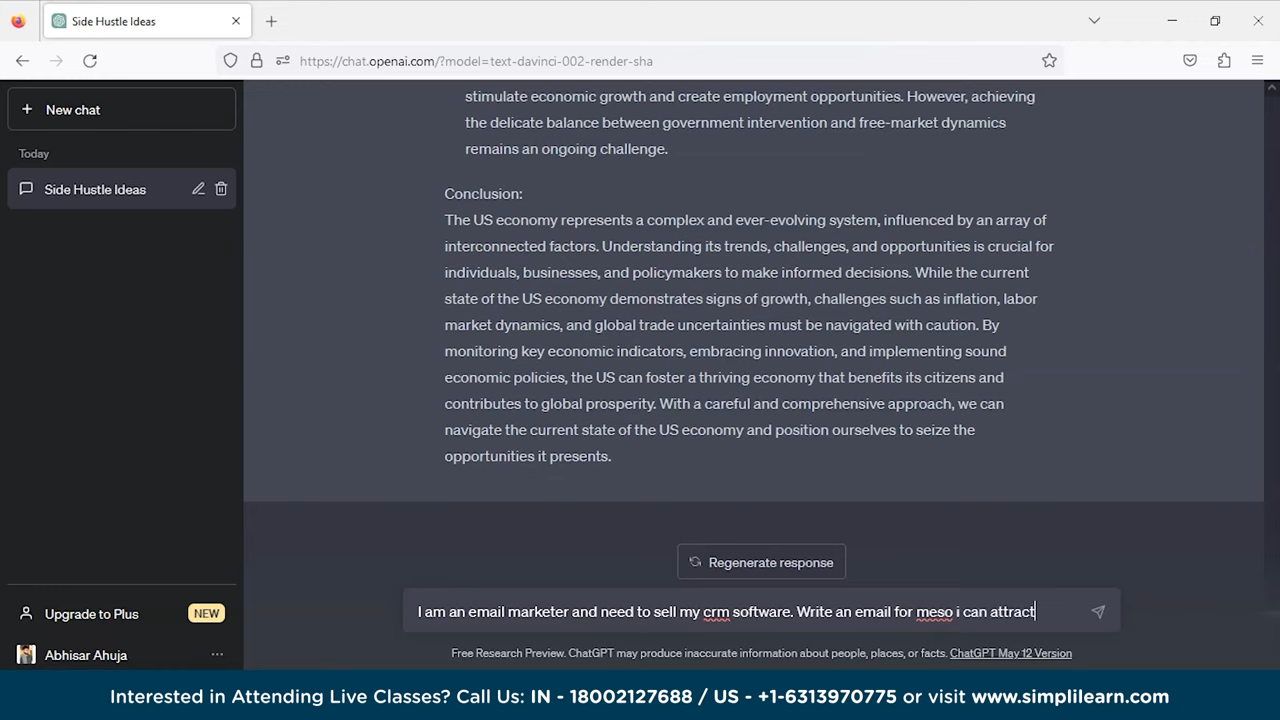 Side Hustle Ideas
https://chat.openai.com/?model=text-davinci-002-render-sha
New chat
Today
Side Hustle Ideas
stimulate economic growth and create employment opportunities. However, achieving
the delicate balance between government intervention and free-market dynamics
remains an ongoing challenge.
Conclusion:
The US economy represents a complex and ever-evolving system, influenced by an array of
interconnected factors. Understanding its trends, challenges, and opportunities is crucial for
individuals, businesses, and policymakers to make informed decisions. While the current
state of the US economy demonstrates signs of growth, challenges such as inflation, labor
market dynamics, and global trade uncertainties must be navigated with caution. By
monitoring key economic indicators, embracing innovation, and implementing sound
economic policies, the US can foster a thriving economy that benefits its citizens and
contributes to global prosperity. With a careful and comprehensive approach, we can
navigate the current state of the US economy and position ourselves to seize the
opportunities it presents.
Regenerate response
I am an email marketer and need to sell my crm software. Write an email for meso i can attract
Free Research Preview. ChatGPT may produce inaccurate information about people, places, or facts. ChatGPT May 12 Version
Upgrade to Plus NEW
Abhisar Ahuja
Interested in Attending Live Classes? Call Us: IN - 18002127688 / US - +1-6313970775 or visit www.simplilearn.com